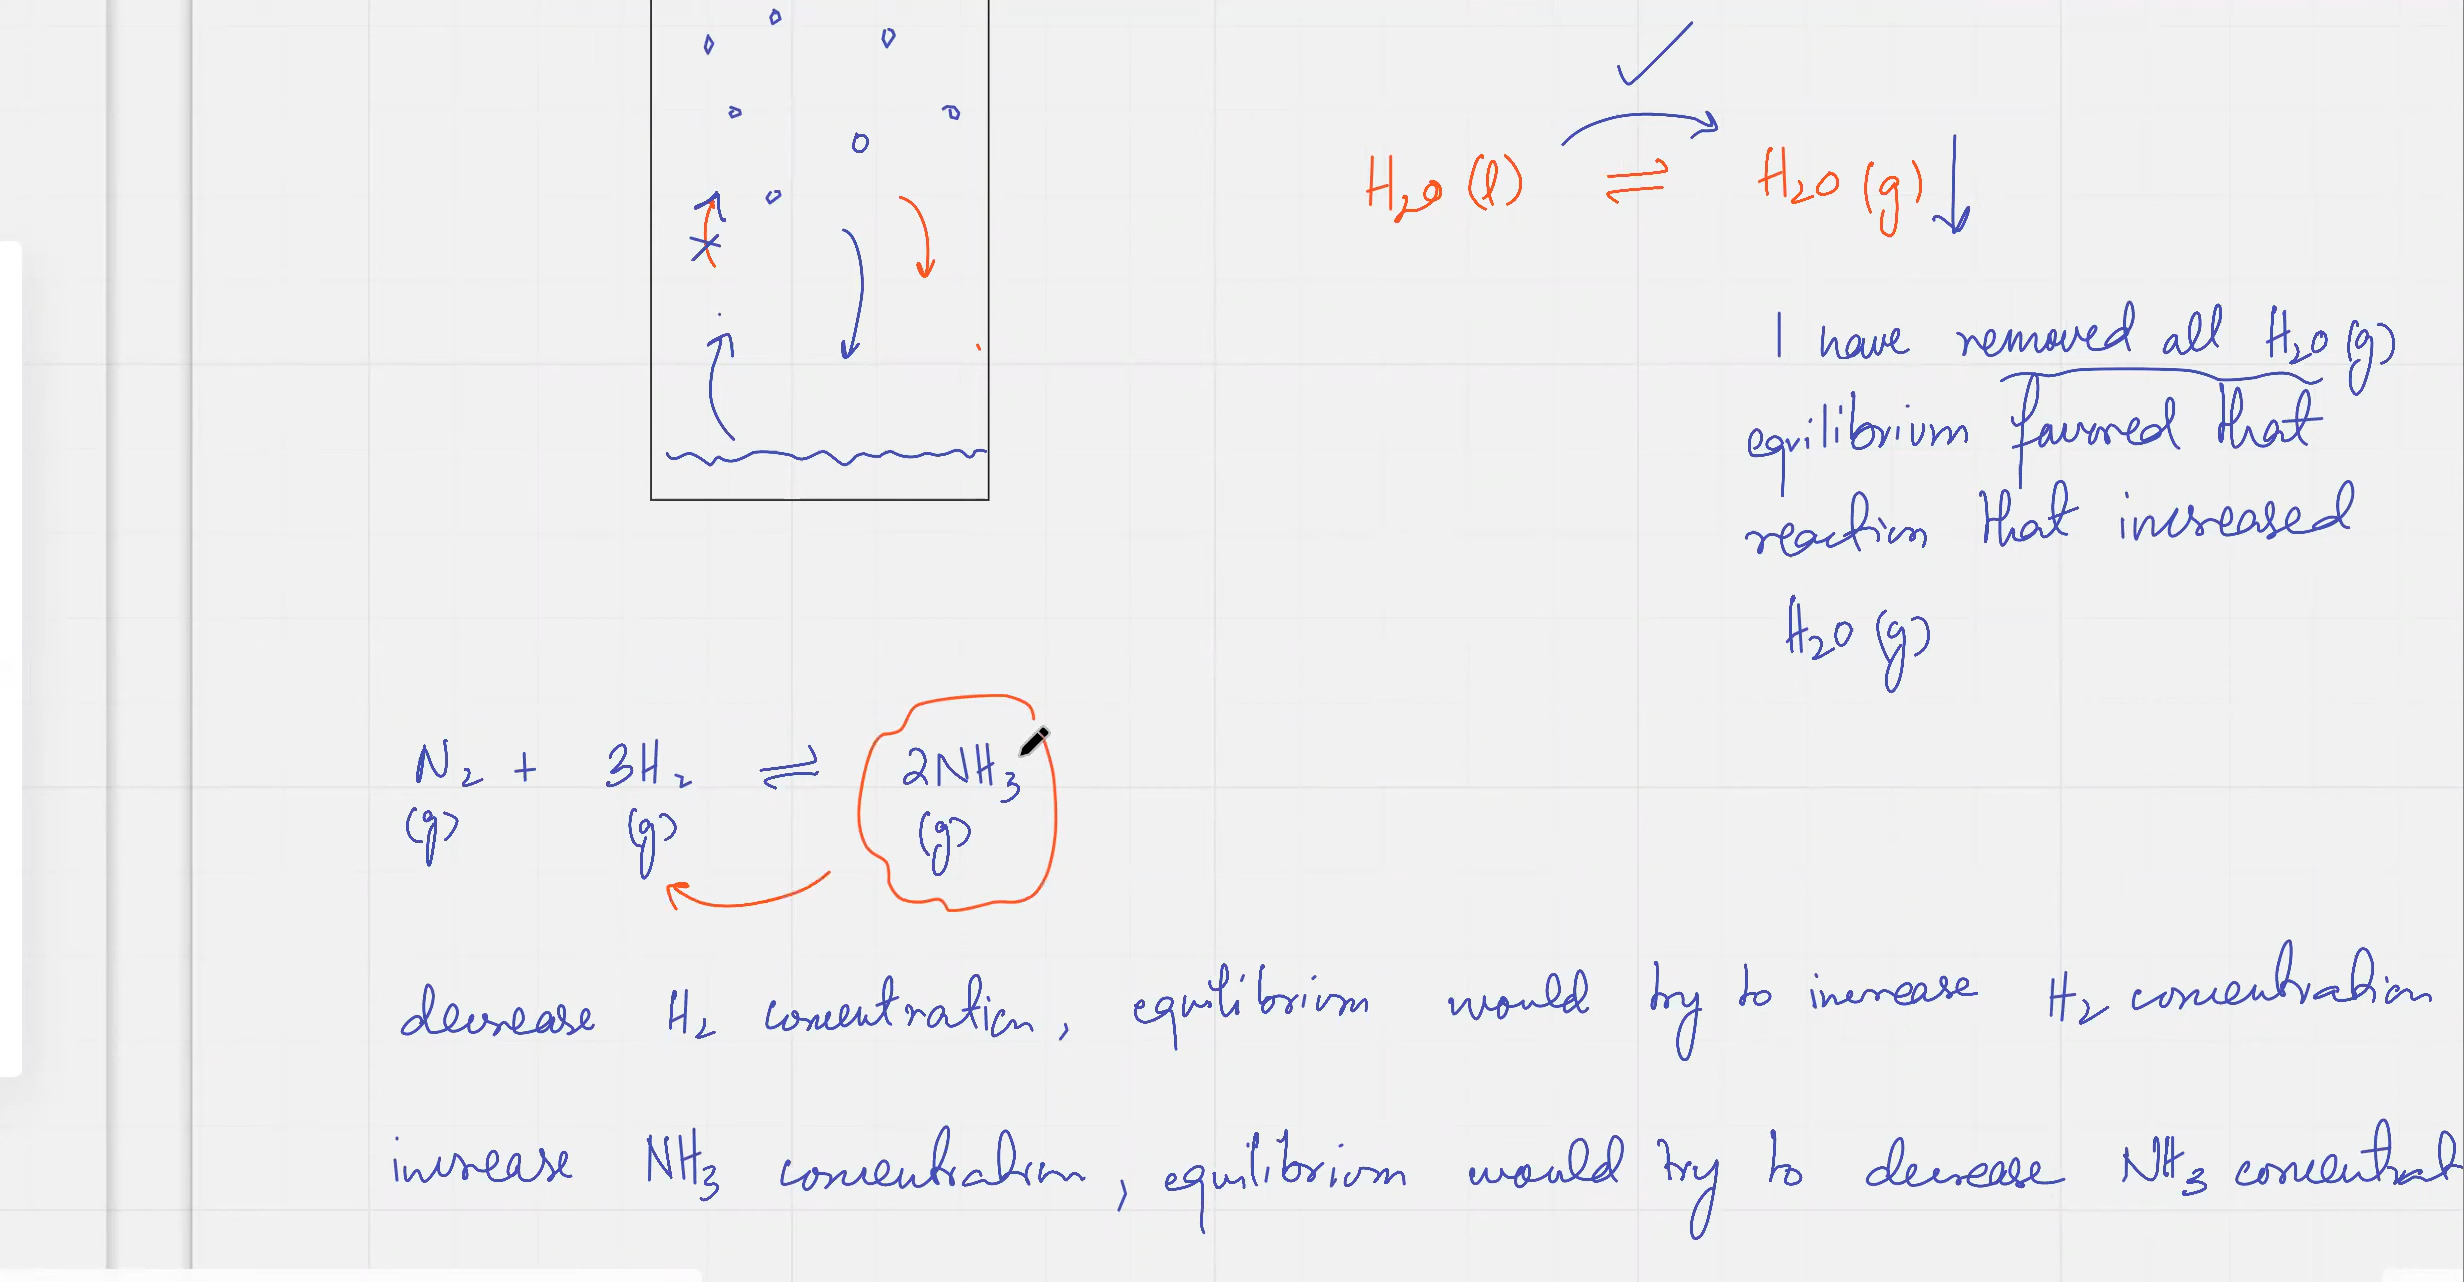 H₂O (l) ⇌ H₂O (g) ↓
I have removed all H₂O (g)
equilibrium favored that
reaction that increased
H₂O (g)
N₂ + 3H₂ ⇌ 2NH₃
(g) (g) (g)
decrease H₂ concentration, equilibrium would try to increase H₂ concentration
increase NH₃ concentration, equilibrium would try to decrease NH₃ concentrat